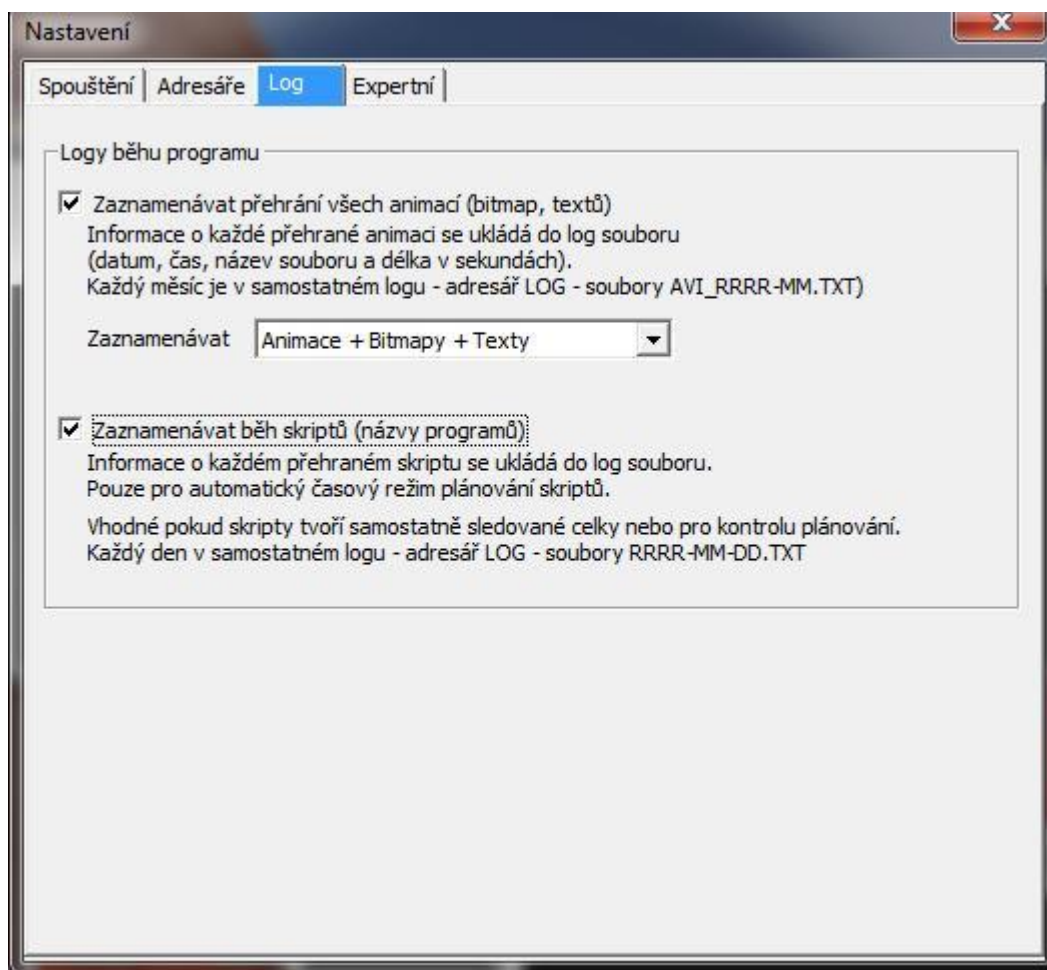 Nastavení
Spouštění Adresáře Log Expertní
Logy běhu programu
Zaznamenávat přehrání všech animací (bitmap, textů)
Informace o každé přehrané animaci se ukládá do log souboru
(datum, čas, název souboru a délka v sekundách).
Každý měsíc je v samostatném logu - adresář LOG - soubory AVI_RRRR-MM.TXT)
Zaznamenávat Animace + Bitmapy + Texty
Zaznamenávat běh skriptů (názvy programů)
Informace o každém přehraném skriptu se ukládá do log souboru.
Pouze pro automatický časový režim plánování skriptů.
Vhodné pokud skripty tvoří samostatně sledované celky nebo pro kontrolu plánování.
Každý den v samostatném logu - adresář LOG - soubory RRRR-MM-DD.TXT